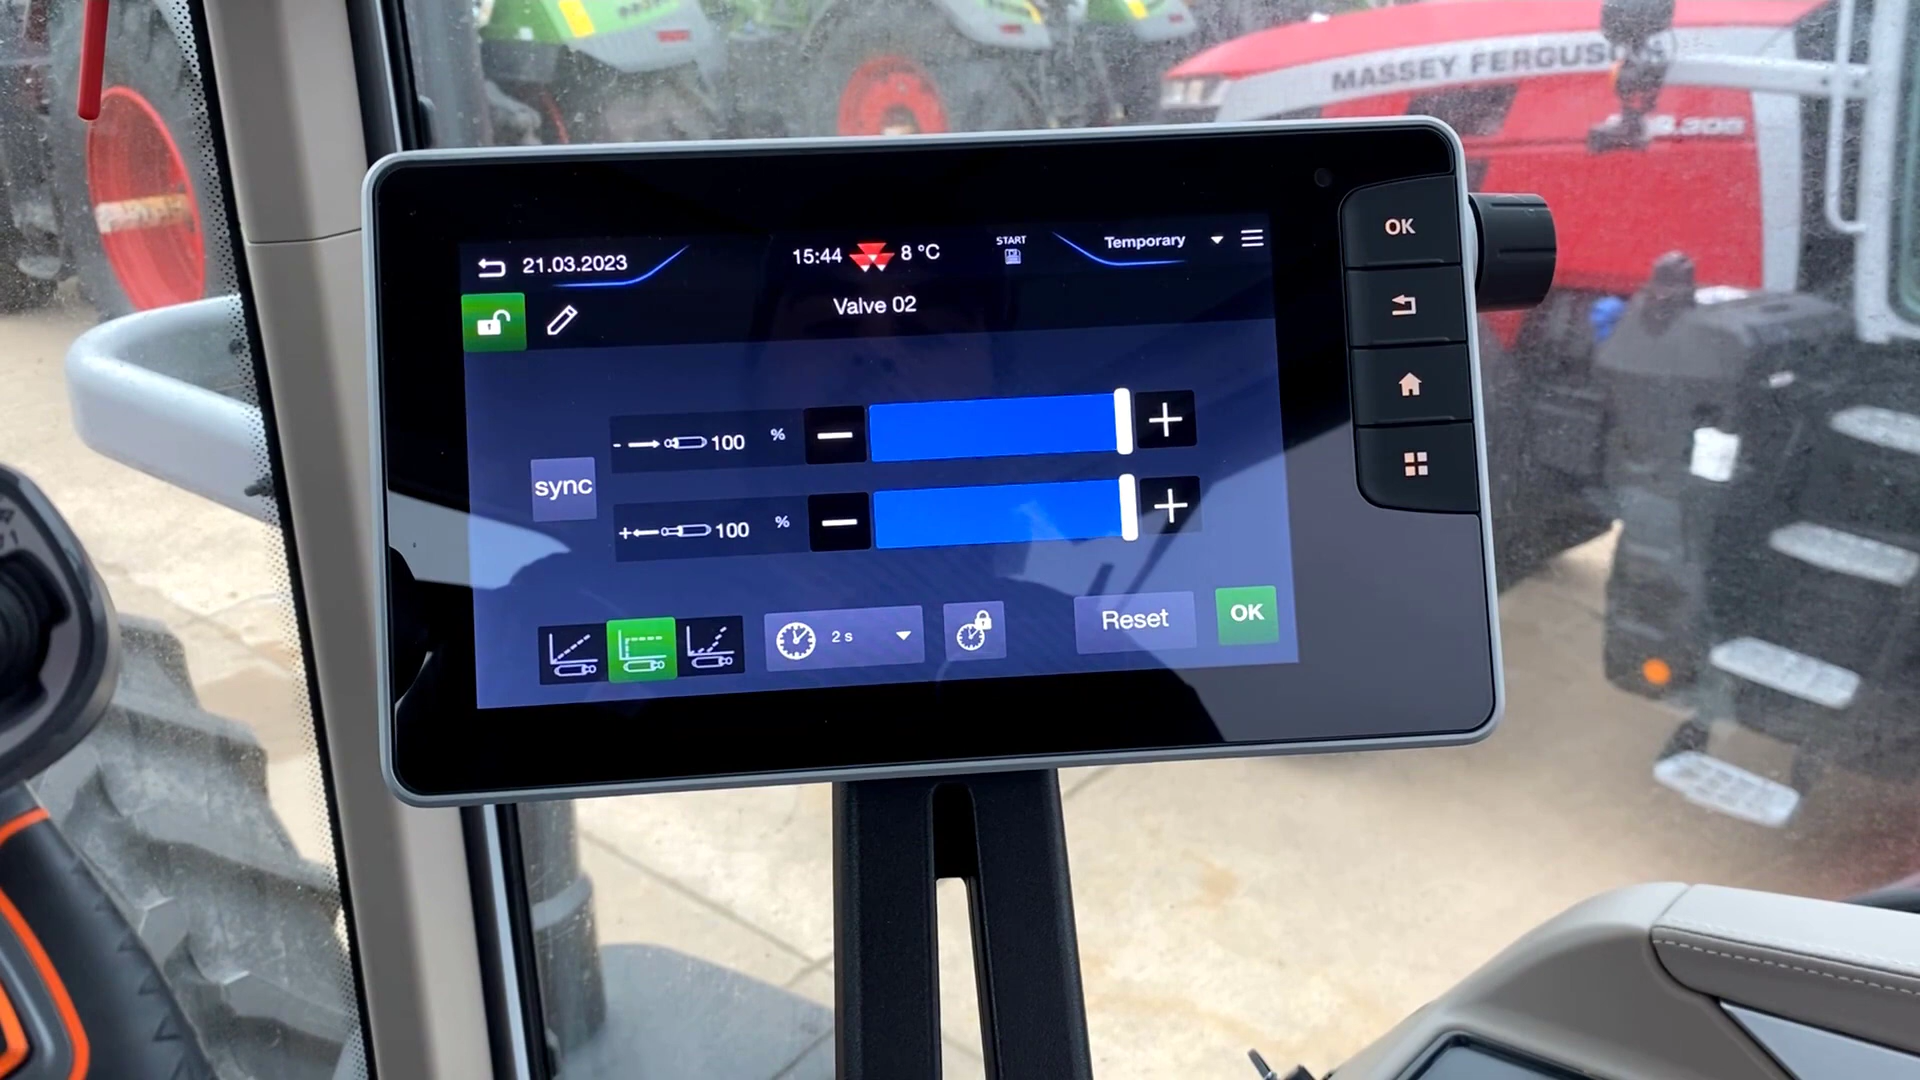 MASSEY FERGUSON
21.03.2023
15:44
8 °C
START
Temporary
Valve 02
OK
- 100 %
sync
+ 100 %
2 s
Reset
OK